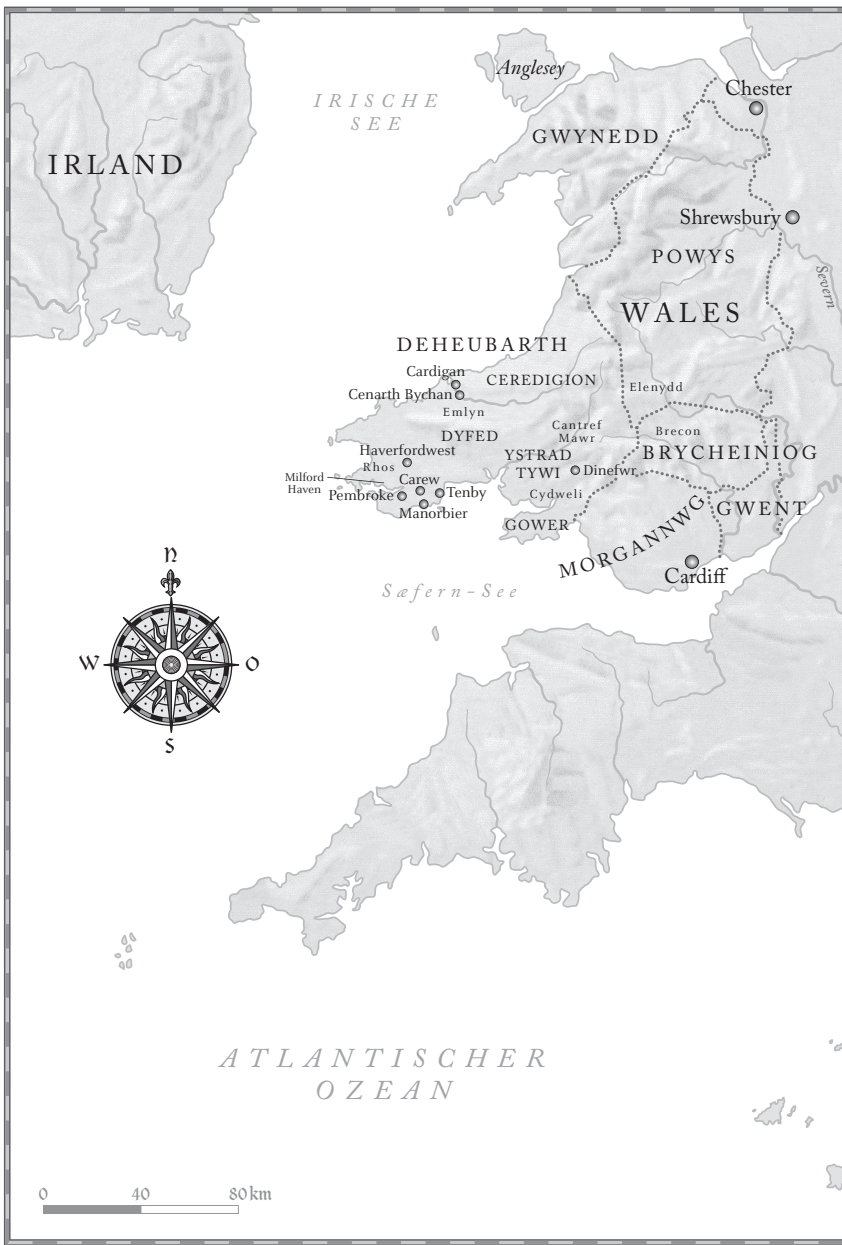 Anglesey
Chester
IRISCHE
SEE
GWYNEDD
IRLAND
Shrewsbury
POWYS
Severn
WALES
DEHEUBARTH
Cardigan
CEREDIGION
Elenydd
Cenarth Bychan
Emlyn
Cantref
Mawr
DYFED
Brecon
Haverfordwest
YSTRAD
TYWI
BRYCHEINIOG
Rhos
Dinefwr
Milford
Haven
Carew
Pembroke
Tenby
Cydweli
Manorbier
GOWER
MORGANNWG
GWENT
Cardiff
Sæfern-See
N
W
O
S
ATLANTISCHER
OZEAN
0 40 80 km